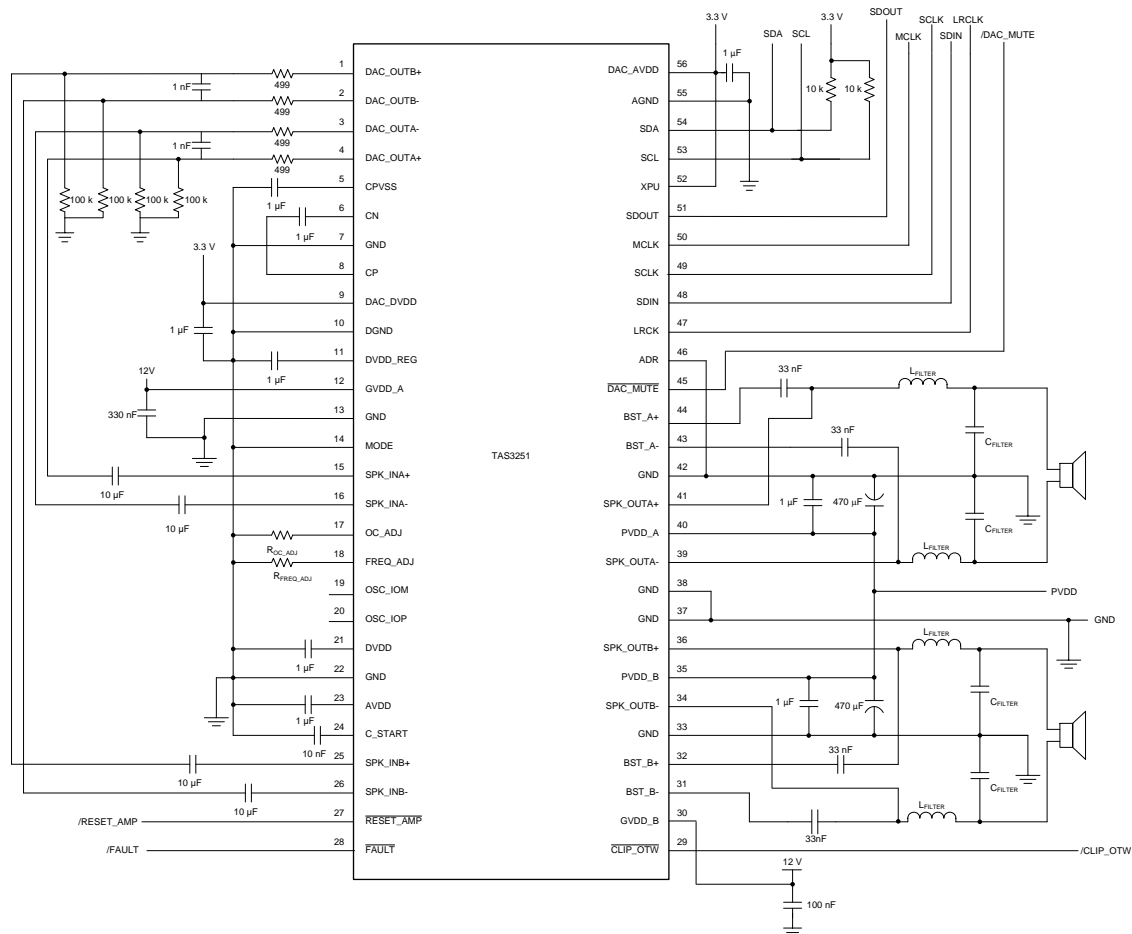 SDOUT
SCLK LRCLK
3.3 V
3.3 V
SDA SCL
MCLK
SDIN
/DAC_MUTE
1 µF
10 k
10 k
TAS3251
1 DAC_OUTB+
1 nF
499
2 DAC_OUTB-
499
3 DAC_OUTA-
1 nF
499
4 DAC_OUTA+
499
100 k
100 k
100 k
100 k
5 CPVSS
1 µF
6 CN
1 µF
7 GND
3.3 V
8 CP
9 DAC_DVDD
10 DGND
1 µF
11 DVDD_REG
1 µF
12V
12 GVDD_A
13 GND
330 nF
14 MODE
15 SPK_INA+
10 µF
16 SPK_INA-
10 µF
17 OC_ADJ
ROC_ADJ
18 FREQ_ADJ
RFREQ_ADJ
19 OSC_IOM
20 OSC_IOP
21 DVDD
1 µF
22 GND
23 AVDD
1 µF
24 C_START
10 nF
25 SPK_INB+
10 µF
26 SPK_INB-
10 µF
/RESET_AMP 27 RESET_AMP
/FAULT 28 FAULT
DAC_AVDD 56
AGND 55
SDA 54
SCL 53
XPU 52
SDOUT 51
MCLK 50
SCLK 49
SDIN 48
LRCK 47
ADR 46
DAC_MUTE 45
33 nF
LFILTER
BST_A+ 44
CFILTER
BST_A- 43
33 nF
GND 42
SPK_OUTA+ 41
1 µF
470 µF
CFILTER
PVDD_A 40
SPK_OUTA- 39
LFILTER
GND 38
PVDD
GND 37
GND
SPK_OUTB+ 36
LFILTER
PVDD_B 35
SPK_OUTB- 34
1 µF
470 µF
CFILTER
GND 33
BST_B+ 32
33 nF
BST_B- 31
CFILTER
LFILTER
GVDD_B 30
33nF
CLIP_OTW 29
/CLIP_OTW
12 V
100 nF